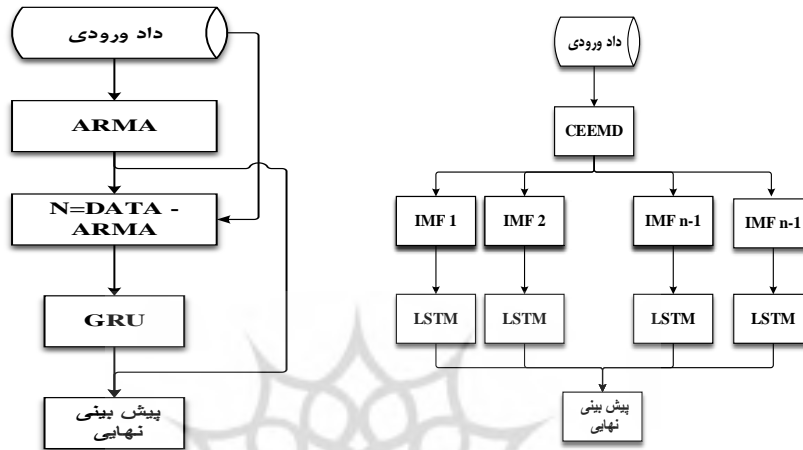 داد ورودی
ARMA
N=DATA -
ARMA
GRU
پیش بینی
نهایی
داد ورودی
CEEMD
IMF 1
IMF 2
IMF n-1
IMF n-1
LSTM
LSTM
LSTM
LSTM
پیش بینی
نهایی